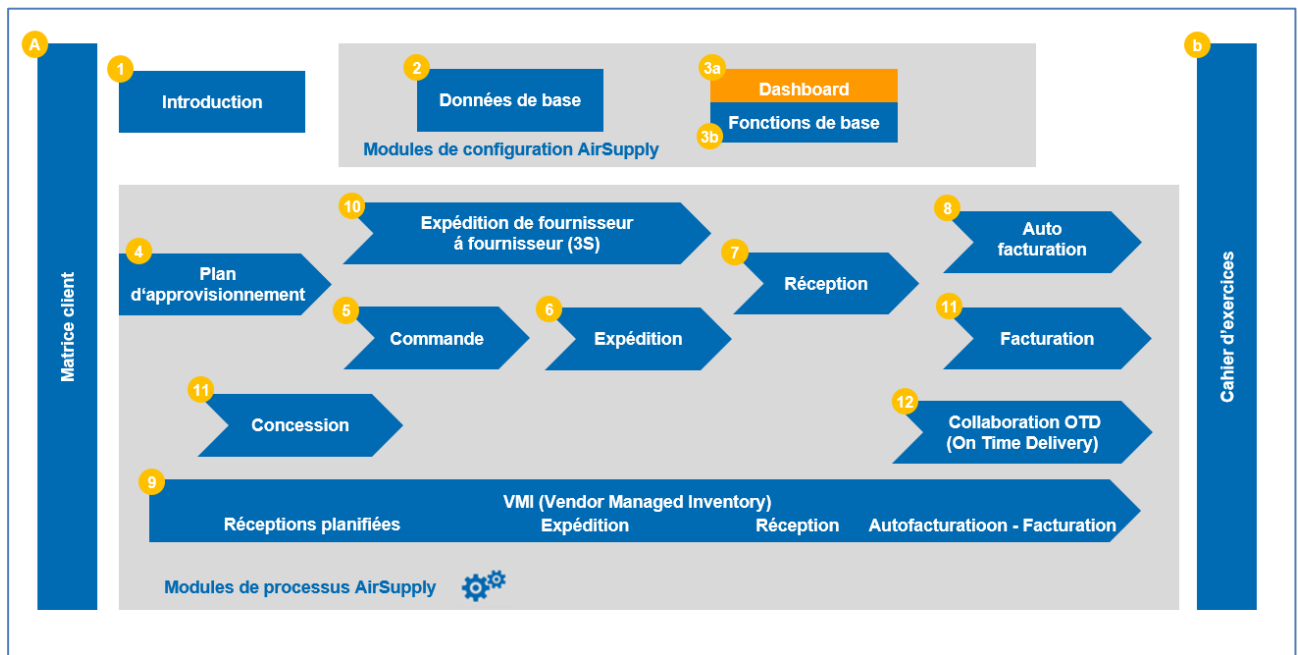 A
Matrice client
1
Introduction
2
Données de base
3a
Dashboard
3b
Fonctions de base
Modules de configuration AirSupply
4
Plan
d'approvisionnement
10
Expédition de fournisseur
á fournisseur (3S)
5
Commande
6
Expédition
7
Réception
8
Auto
facturation
11
Facturation
11
Concession
12
Collaboration OTD
(On Time Delivery)
9
VMI (Vendor Managed Inventory)
Réceptions planifiées Expédition Réception Autofacturatioon - Facturation
Modules de processus AirSupply
b
Cahier d'exercices